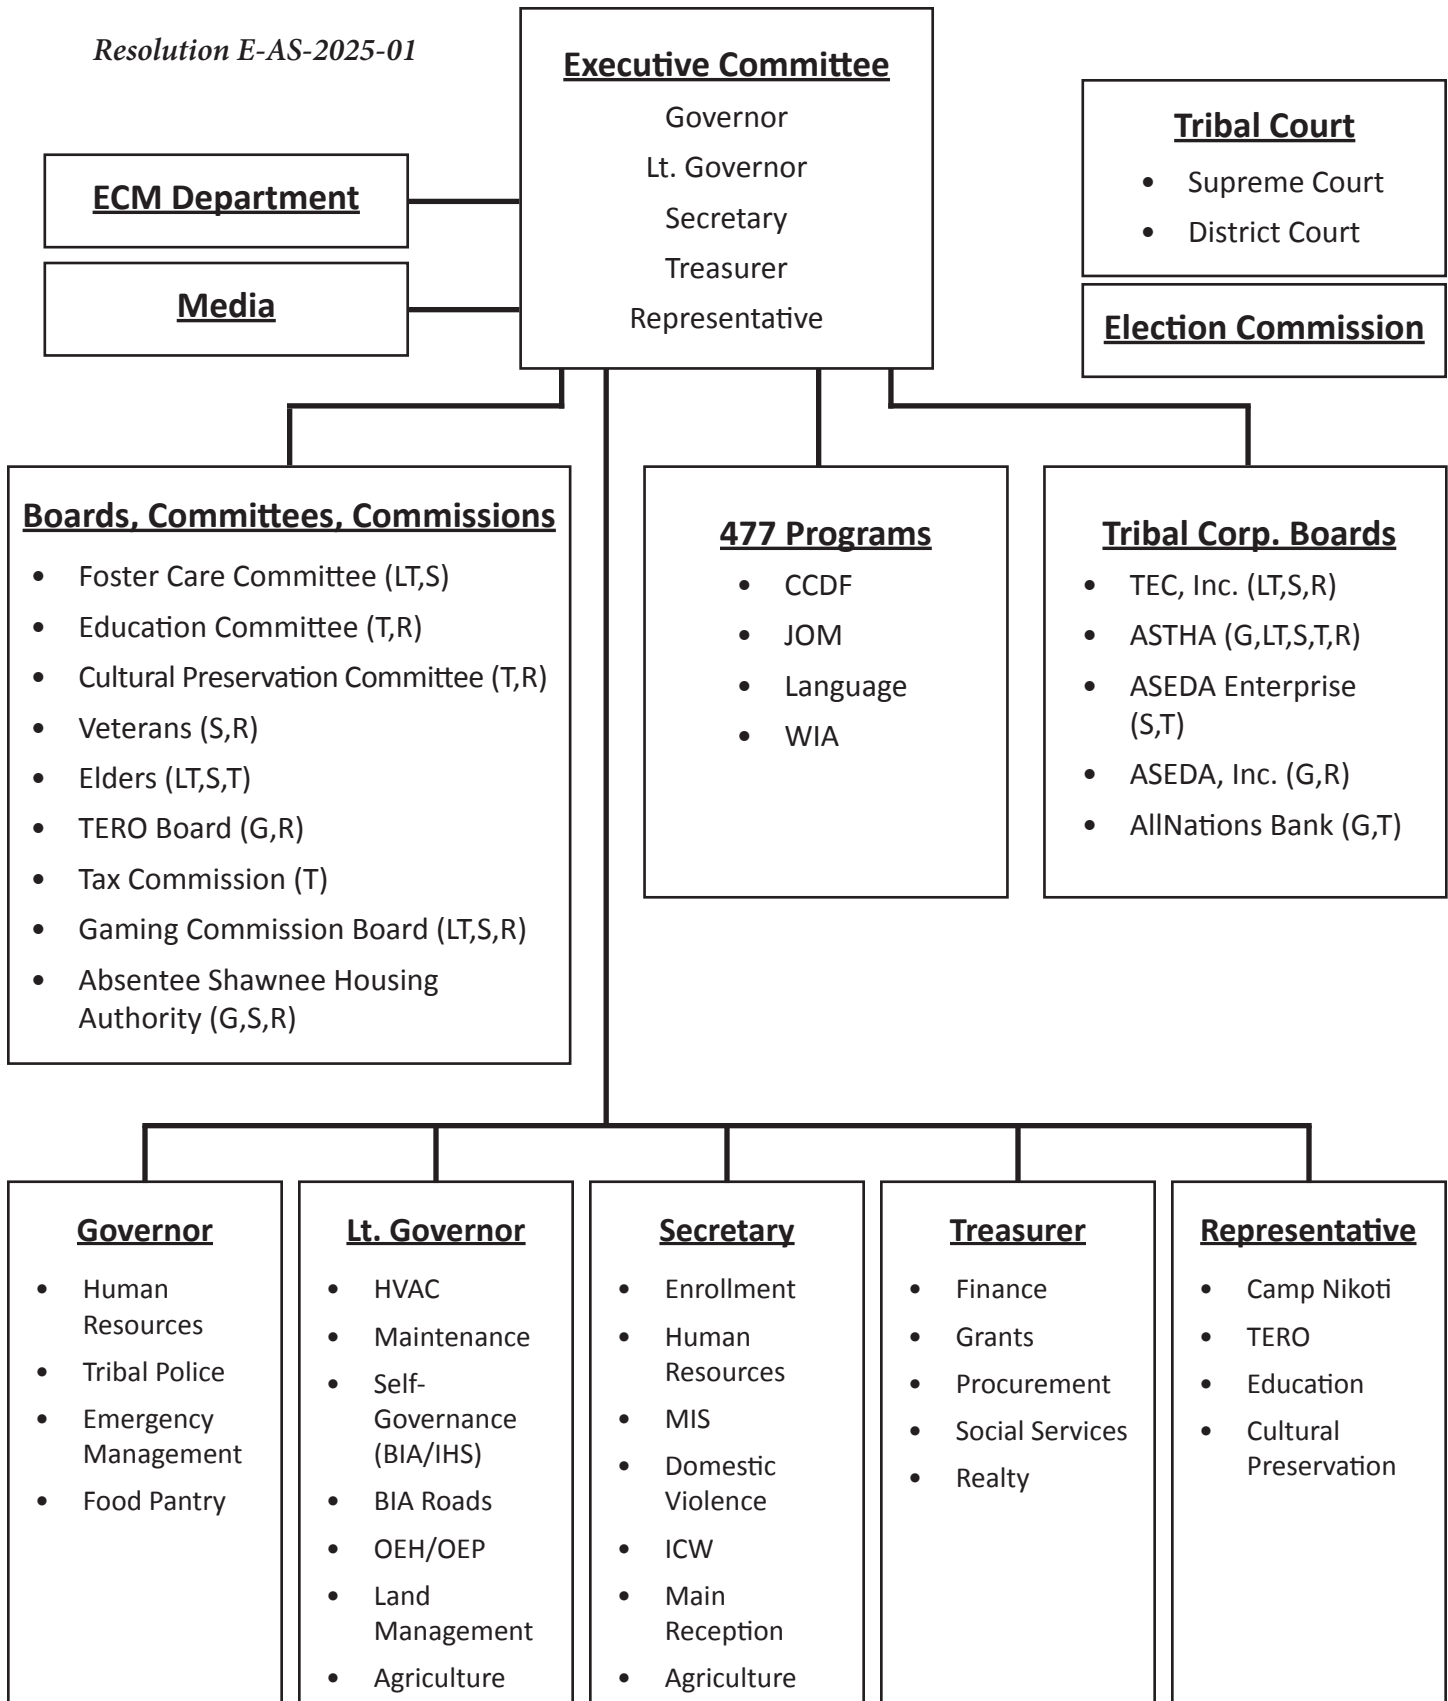 Resolution E-AS-2025-01
Executive Committee
Governor
Lt. Governor
Secretary
Treasurer
Representative
ECM Department
Media
Tribal Court
• Supreme Court
• District Court
Election Commission
Boards, Committees, Commissions
• Foster Care Committee (LT,S)
• Education Committee (T,R)
• Cultural Preservation Committee (T,R)
• Veterans (S,R)
• Elders (LT,S,T)
• TERO Board (G,R)
• Tax Commission (T)
• Gaming Commission Board (LT,S,R)
• Absentee Shawnee Housing
Authority (G,S,R)
477 Programs
• CCDF
• JOM
• Language
• WIA
Tribal Corp. Boards
• TEC, Inc. (LT,S,R)
• ASTHA (G,LT,S,T,R)
• ASEDA Enterprise
(S,T)
• ASEDA, Inc. (G,R)
• AllNations Bank (G,T)
Governor
• Human
Resources
• Tribal Police
• Emergency
Management
• Food Pantry
Lt. Governor
• HVAC
• Maintenance
• Self-
Governance
(BIA/IHS)
• BIA Roads
• OEH/OEP
• Land
Management
• Agriculture
Secretary
• Enrollment
• Human
Resources
• MIS
• Domestic
Violence
• ICW
• Main
Reception
• Agriculture
Treasurer
• Finance
• Grants
• Procurement
• Social Services
• Realty
Representative
• Camp Nikoti
• TERO
• Education
• Cultural
Preservation